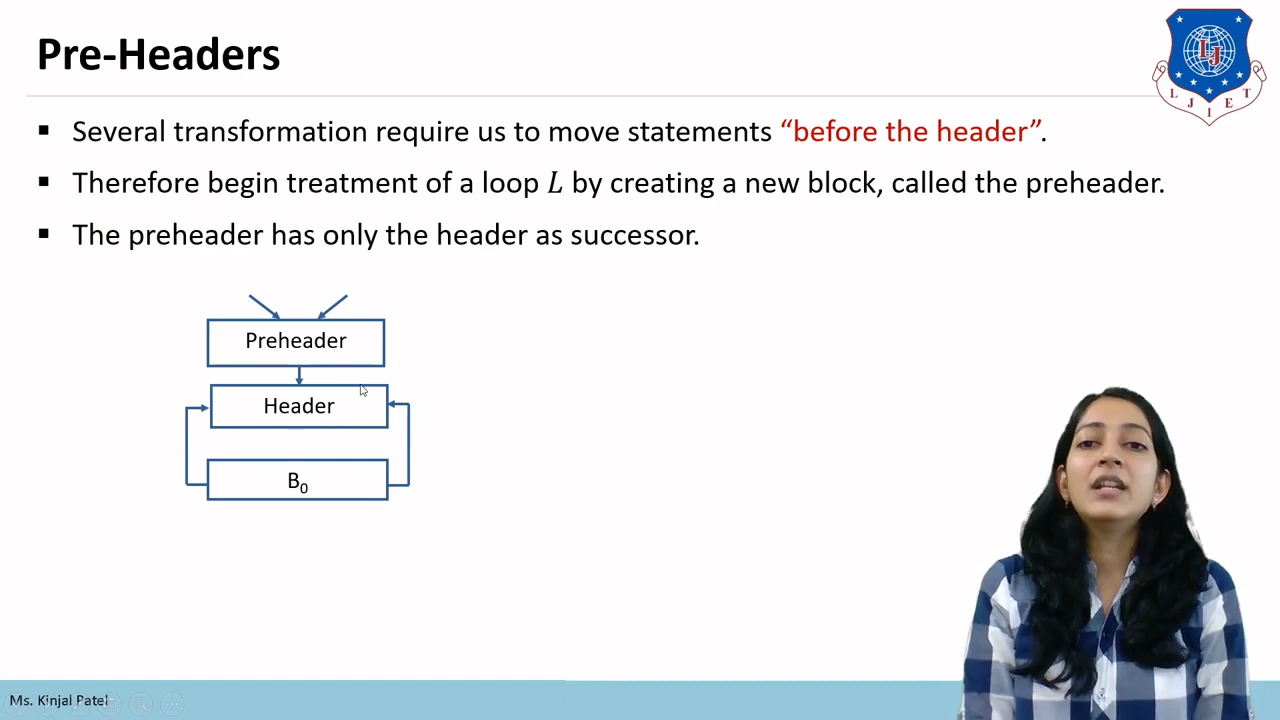 Pre-Headers
L J I E T
LJ
▪ Several transformation require us to move statements “before the header”.
▪ Therefore begin treatment of a loop L by creating a new block, called the preheader.
▪ The preheader has only the header as successor.
Preheader
Header
B₀
Ms. Kinjal Patel